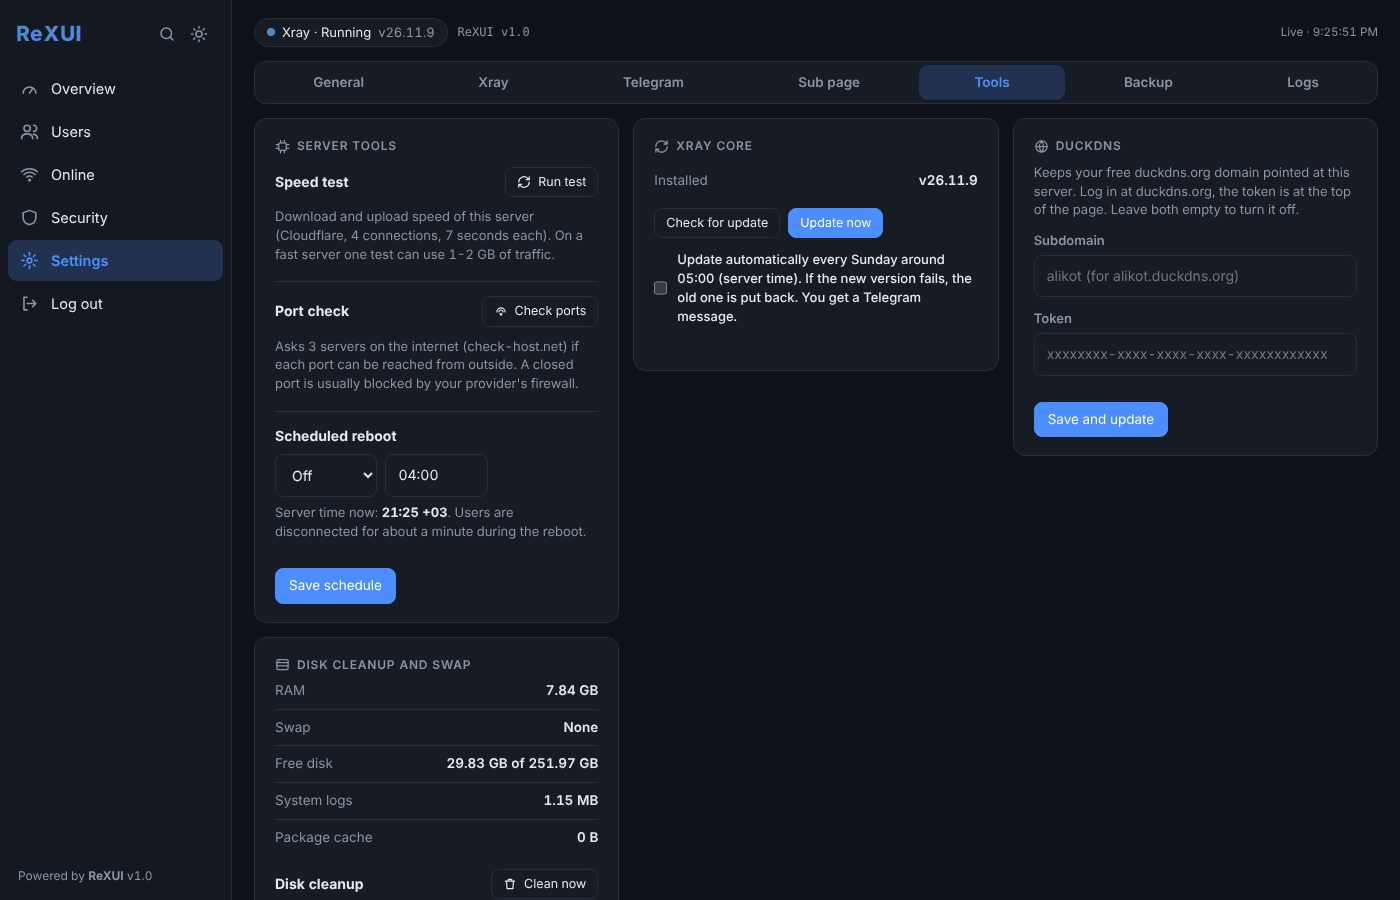 ReXUI
Overview
Users
Online
Security
Settings
Log out
Powered by ReXUI v1.0
Xray · Running v26.11.9
ReXUI v1.0
Live · 9:25:51 PM
General
Xray
Telegram
Sub page
Tools
Backup
Logs
SERVER TOOLS
Speed test
Run test
Download and upload speed of this server
(Cloudflare, 4 connections, 7 seconds each). On a
fast server one test can use 1-2 GB of traffic.
Port check
Check ports
Asks 3 servers on the internet (check-host.net) if
each port can be reached from outside. A closed
port is usually blocked by your provider's firewall.
Scheduled reboot
Off
04:00
Server time now: 21:25 +03. Users are
disconnected for about a minute during the reboot.
Save schedule
DISK CLEANUP AND SWAP
RAM 7.84 GB
Swap None
Free disk 29.83 GB of 251.97 GB
System logs 1.15 MB
Package cache 0 B
Disk cleanup
Clean now
XRAY CORE
Installed v26.11.9
Check for update
Update now
Update automatically every Sunday around
05:00 (server time). If the new version fails, the
old one is put back. You get a Telegram
message.
DUCKDNS
Keeps your free duckdns.org domain pointed at this
server. Log in at duckdns.org, the token is at the top
of the page. Leave both empty to turn it off.
Subdomain
alikot (for alikot.duckdns.org)
Token
xxxxxxxx-xxxx-xxxx-xxxx-xxxxxxxxxxxx
Save and update